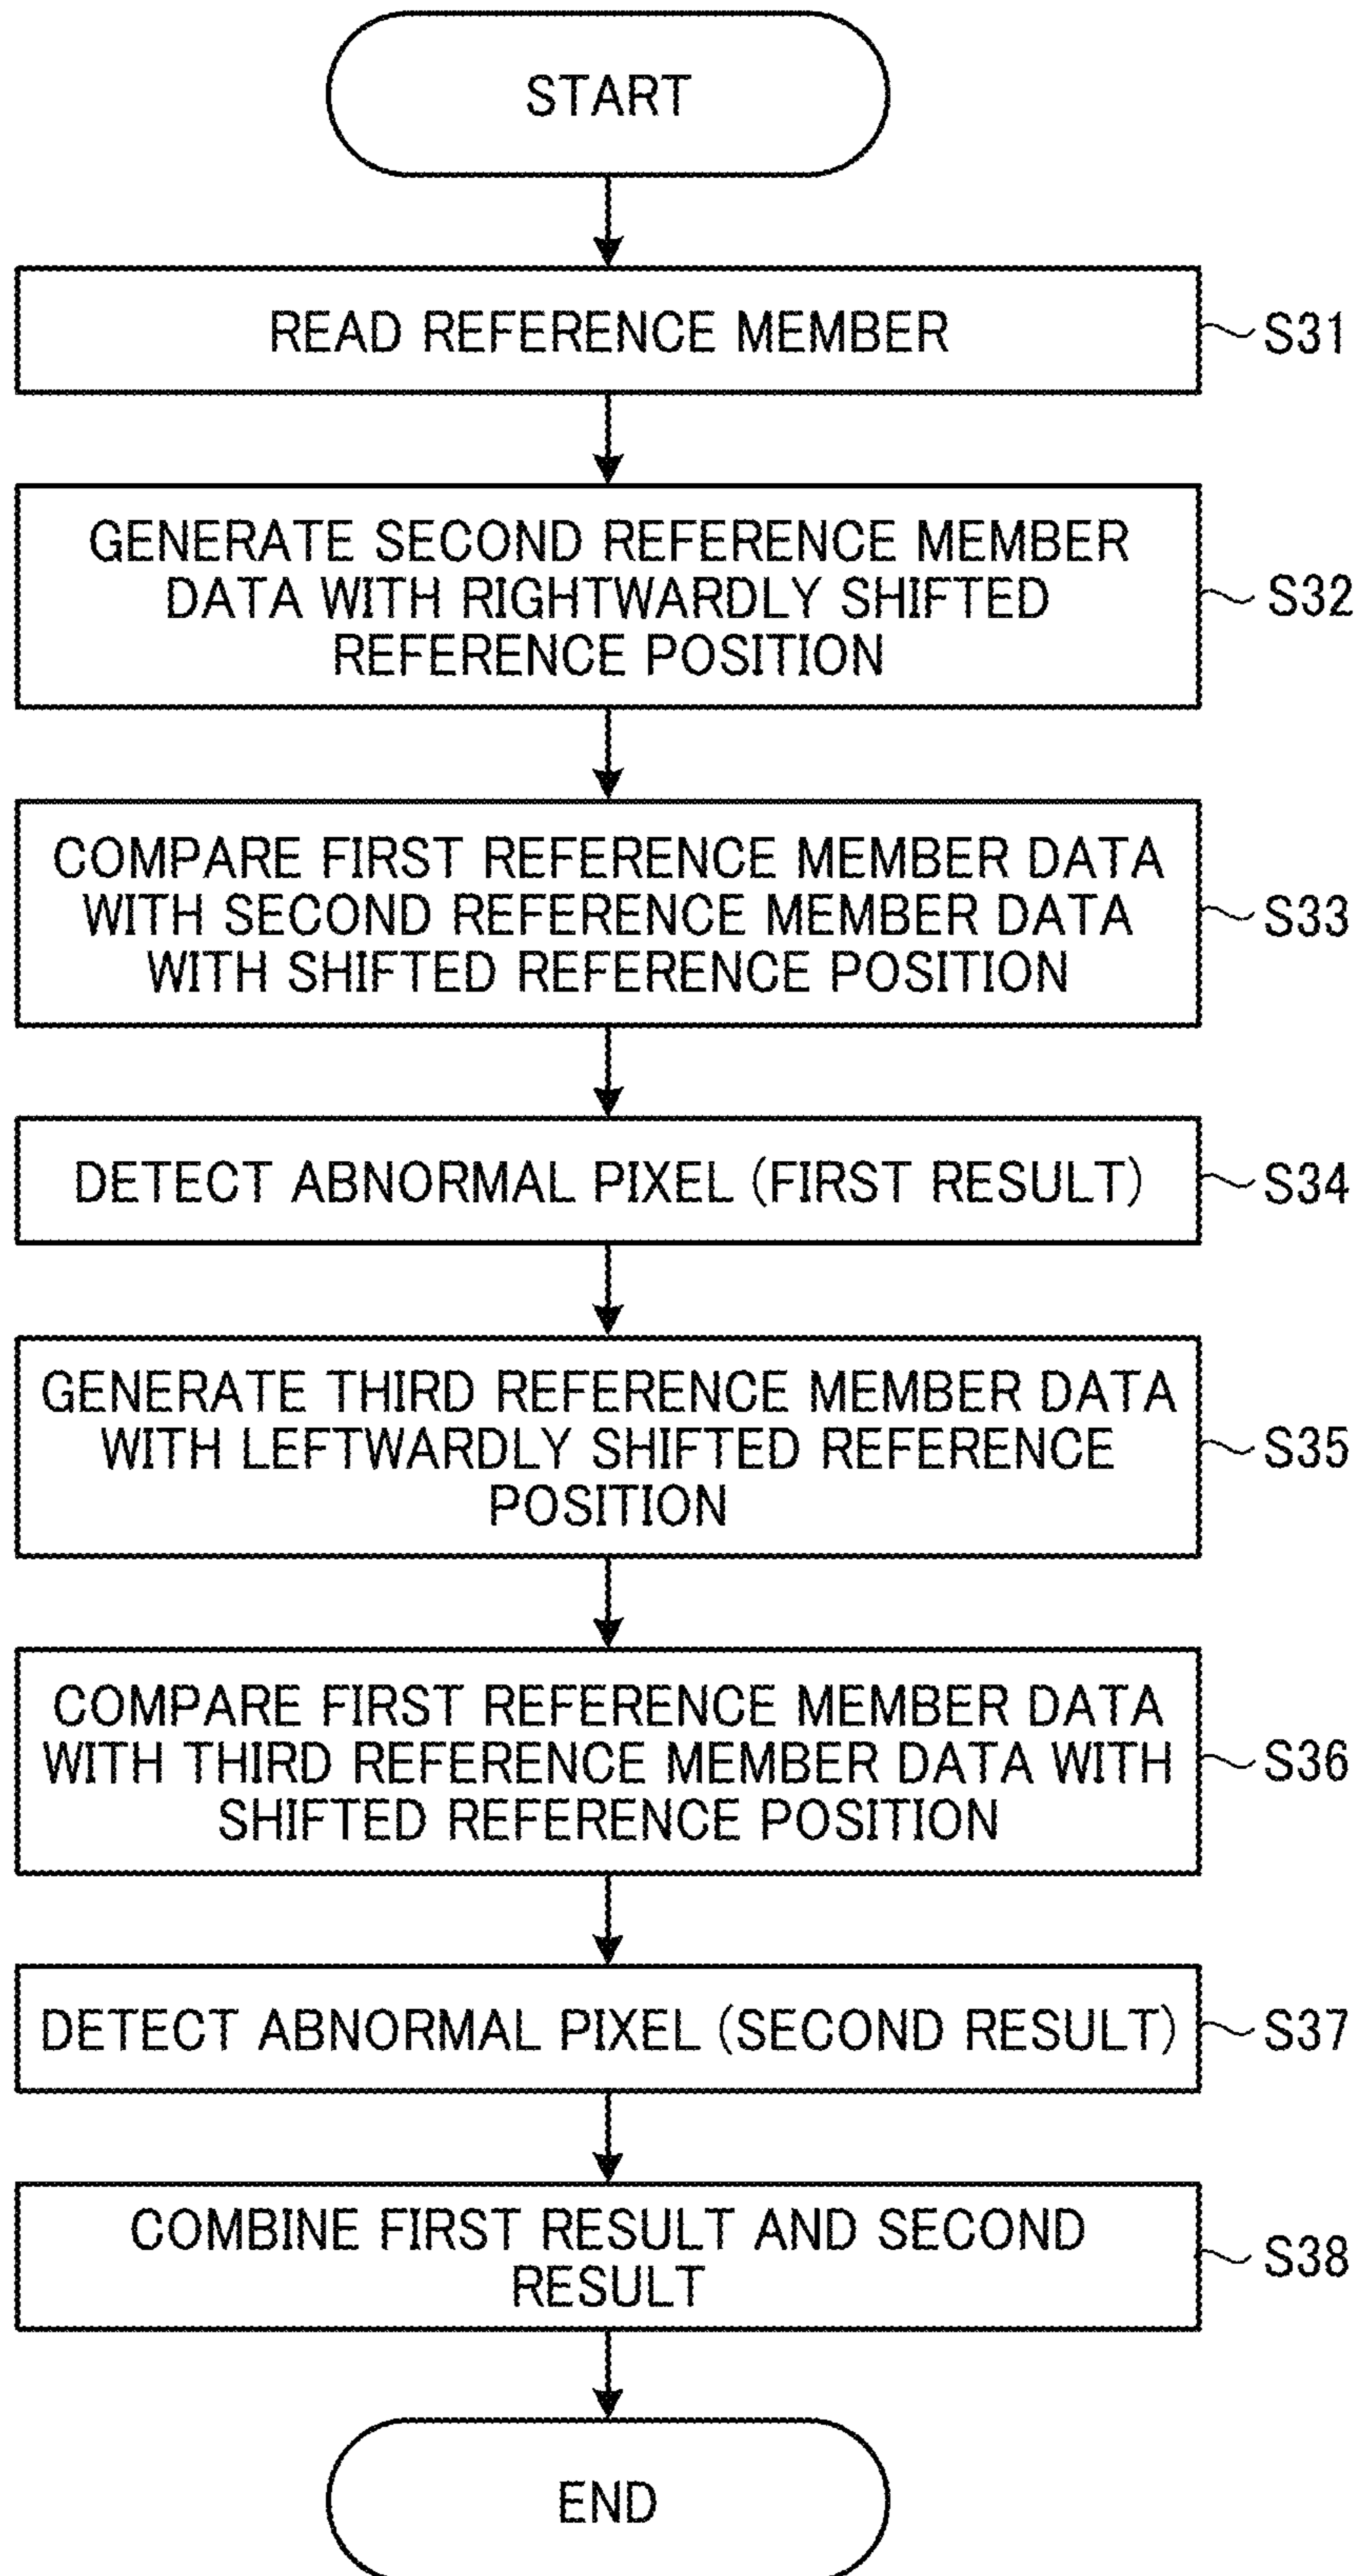 START
READ REFERENCE MEMBER
S31
GENERATE SECOND REFERENCE MEMBER
DATA WITH RIGHTWARDLY SHIFTED
REFERENCE POSITION
S32
COMPARE FIRST REFERENCE MEMBER DATA
WITH SECOND REFERENCE MEMBER DATA
WITH SHIFTED REFERENCE POSITION
S33
DETECT ABNORMAL PIXEL (FIRST RESULT)
S34
GENERATE THIRD REFERENCE MEMBER DATA
WITH LEFTWARDLY SHIFTED REFERENCE
POSITION
S35
COMPARE FIRST REFERENCE MEMBER DATA
WITH THIRD REFERENCE MEMBER DATA WITH
SHIFTED REFERENCE POSITION
S36
DETECT ABNORMAL PIXEL (SECOND RESULT)
S37
COMBINE FIRST RESULT AND SECOND
RESULT
S38
END